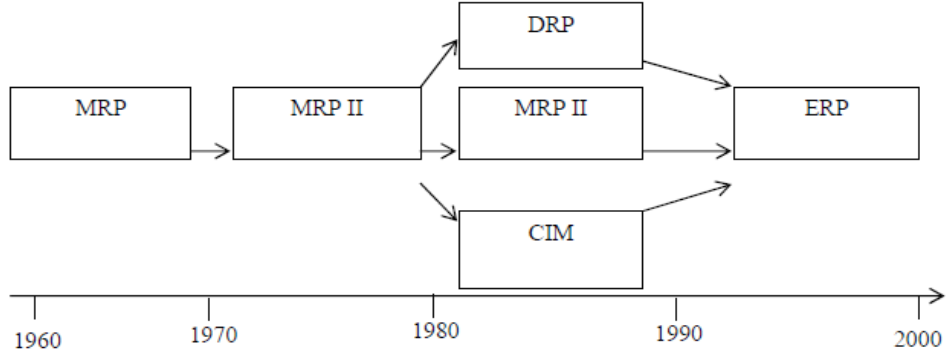 DRP
MRP
MRP II
MRP II
ERP
CIM
1960
1970
1980
1990
2000